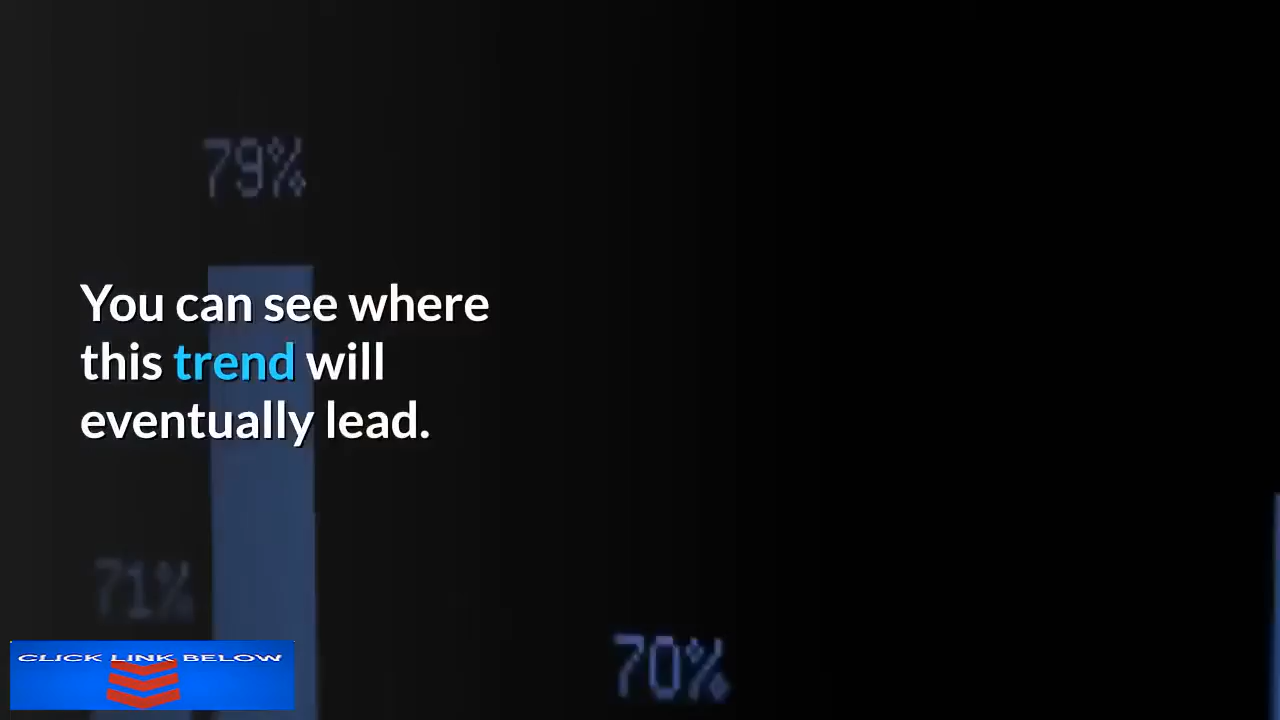 79%
You can see where
this trend will
eventually lead.
71%
70%
CLICK LINK BELOW